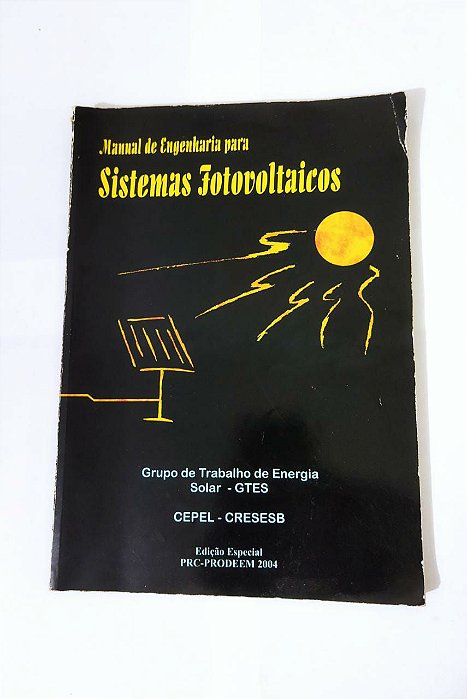 Manual de Engenharia para
Sistemas Fotovoltaicos
Grupo de Trabalho de Energia
Solar - GTES
CEPEL - CRESESB
Edição Especial
PRC-PRODEEM 2004